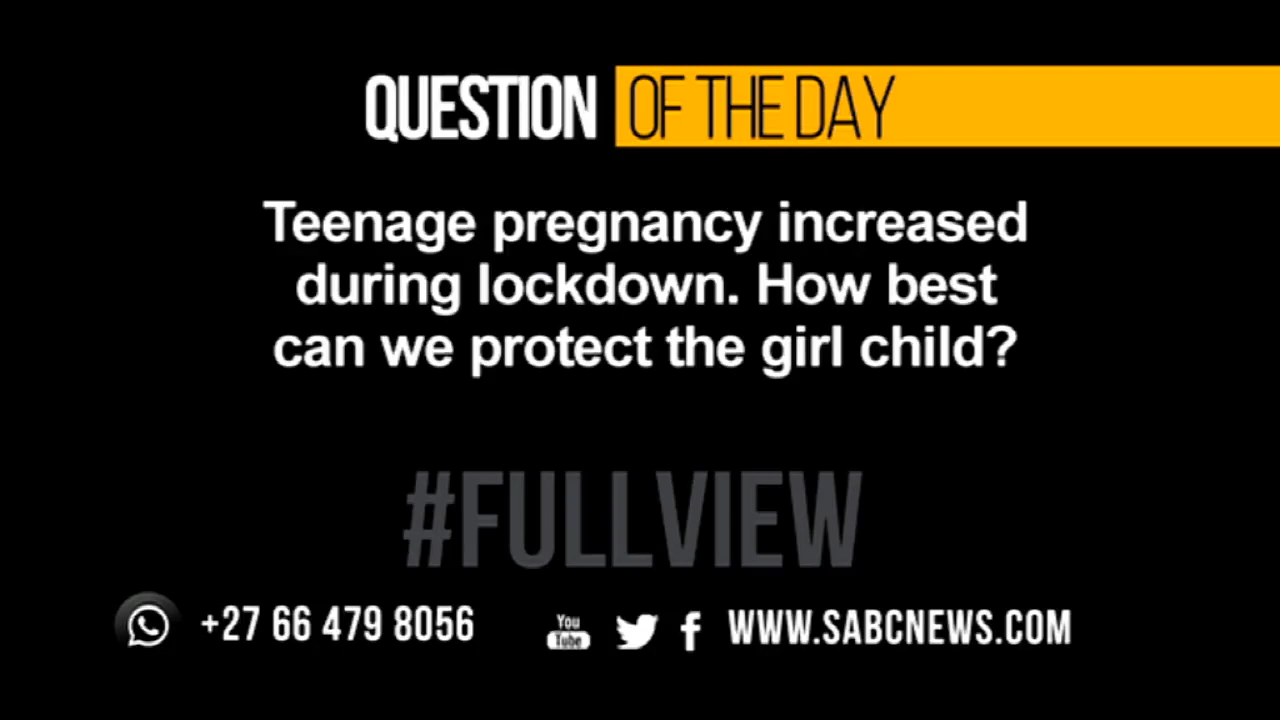 QUESTION OF THE DAY
Teenage pregnancy increased
during lockdown. How best
can we protect the girl child?
#FULLVIEW
+27 66 479 8056 You Tube WWW.SABCNEWS.COM